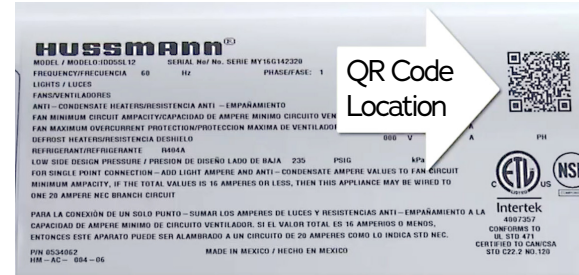 HUSSMANN®
MODEL / MODELO:IDD5SL12 SERIAL No/ No. SERIE MY16G142320
FREQUENCY/FRECUENCIA 60 Hz PHASE/FASE: 1
LIGHTS / LUCES
FANS/VENTILADORES
ANTI-CONDENSATE HEATERS/RESISTENCIA ANTI-EMPAÑAMIENTO
FAN MINIMUM CIRCUIT AMPACITY/CAPACIDAD DE AMPERE MINIMO CIRCUITO
FAN MAXIMUM OVERCURRENT PROTECTION/PROTECCION MAXIMA DE A
DEFROST HEATERS/RESISTENCIA DESHIELO 000 V A PH
REFRIGERANT/REFRIGERANTE R404A
LOW SIDE DESIGN PRESSURE / PRESION DE DISEÑO LADO DE BAJA 235 PSIG kPa
FOR SINGLE POINT CONNECTION-ADD LIGHT AMPERE AND ANTI-CONDENSATE AMPERE VALUES TO FAN CIRCUIT
MINIMUM AMPACITY, IF THE TOTAL VALUES IS 16 AMPERES OR LESS, THEN THIS APPLIANCE MAY BE WIRED TO
ONE 20 AMPERE NEC BRANCH CIRCUIT
PARA LA CONEXIÓN DE UN SOLO PUNTO-SUMAR LOS AMPERES DE LUCES Y RESISTENCIAS ANTI-EMPAÑAMIENTO A LA
CAPACIDAD DE AMPERE MINIMO DE CIRCUITO VENTILADOR. SI EL VALOR TOTAL ES 16 AMPERIOS O MENOS,
ENTONCES ESTE APARATO PUEDE SER ALAMBRADO A UN CIRCUITO DE 20 AMPERES COMO LO INDICA STD NEC.
P/N 0534062 MADE IN MEXICO / HECHO EN MEXICO
HM-AC- 004-06
QR Code
Location
ETL
C US
NSF
Intertek
4007357
CONFORMS TO
UL STD 471
CERTIFIED TO CAN/CSA
STD C22.2 NO.120